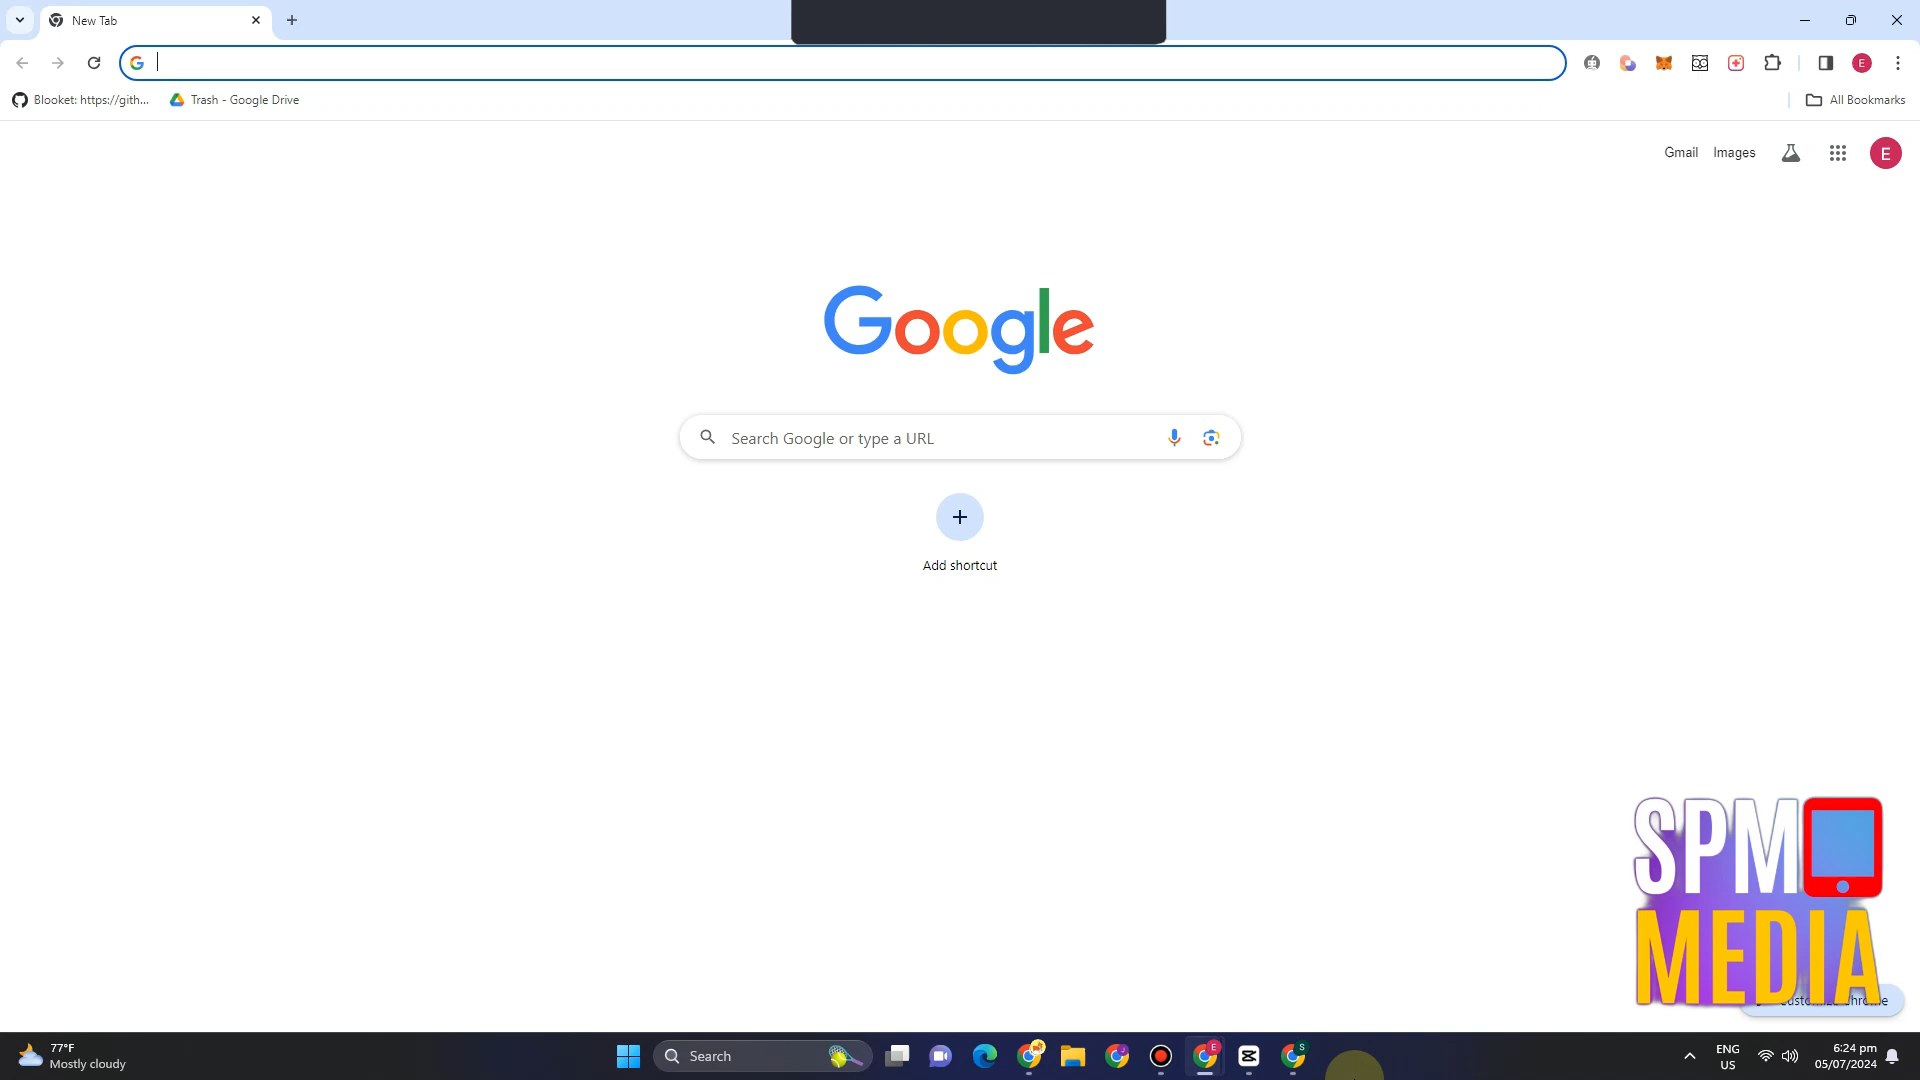 New Tab
Blooket: https://gith...
Trash - Google Drive
All Bookmarks
E
Gmail
Images
E
Google
Search Google or type a URL
Add shortcut
SPM
MEDIA
77°F
Mostly cloudy
Search
J
E
S
ENG
US
6:24 pm
05/07/2024